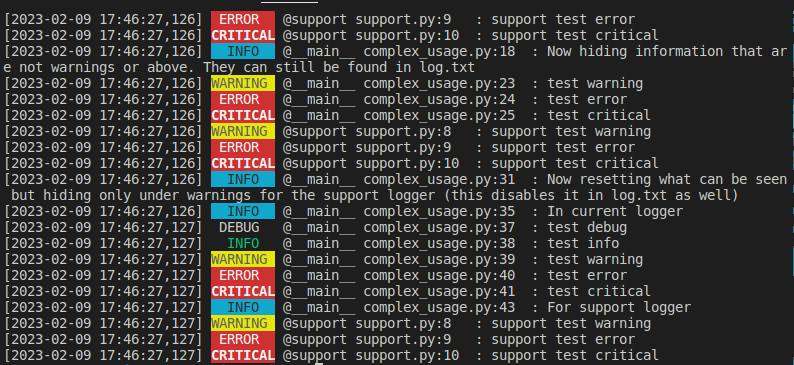 [2023-02-09 17:46:27,126] ERROR @support support.py:9 : support test error
[2023-02-09 17:46:27,126] CRITICAL @support support.py:10 : support test critical
[2023-02-09 17:46:27,126] INFO @__main__ complex_usage.py:18 : Now hiding information that ar
e not warnings or above. They can still be found in log.txt
[2023-02-09 17:46:27,126] WARNING @__main__ complex_usage.py:23 : test warning
[2023-02-09 17:46:27,126] ERROR @__main__ complex_usage.py:24 : test error
[2023-02-09 17:46:27,126] CRITICAL @__main__ complex_usage.py:25 : test critical
[2023-02-09 17:46:27,126] WARNING @support support.py:8 : support test warning
[2023-02-09 17:46:27,126] ERROR @support support.py:9 : support test error
[2023-02-09 17:46:27,126] CRITICAL @support support.py:10 : support test critical
[2023-02-09 17:46:27,126] INFO @__main__ complex_usage.py:31 : Now resetting what can be seen
but hiding only under warnings for the support logger (this disables it in log.txt as well)
[2023-02-09 17:46:27,126] INFO @__main__ complex_usage.py:35 : In current logger
[2023-02-09 17:46:27,127] DEBUG @__main__ complex_usage.py:37 : test debug
[2023-02-09 17:46:27,127] INFO @__main__ complex_usage.py:38 : test info
[2023-02-09 17:46:27,127] WARNING @__main__ complex_usage.py:39 : test warning
[2023-02-09 17:46:27,127] ERROR @__main__ complex_usage.py:40 : test error
[2023-02-09 17:46:27,127] CRITICAL @__main__ complex_usage.py:41 : test critical
[2023-02-09 17:46:27,127] INFO @__main__ complex_usage.py:43 : For support logger
[2023-02-09 17:46:27,127] WARNING @support support.py:8 : support test warning
[2023-02-09 17:46:27,127] ERROR @support support.py:9 : support test error
[2023-02-09 17:46:27,127] CRITICAL @support support.py:10 : support test critical